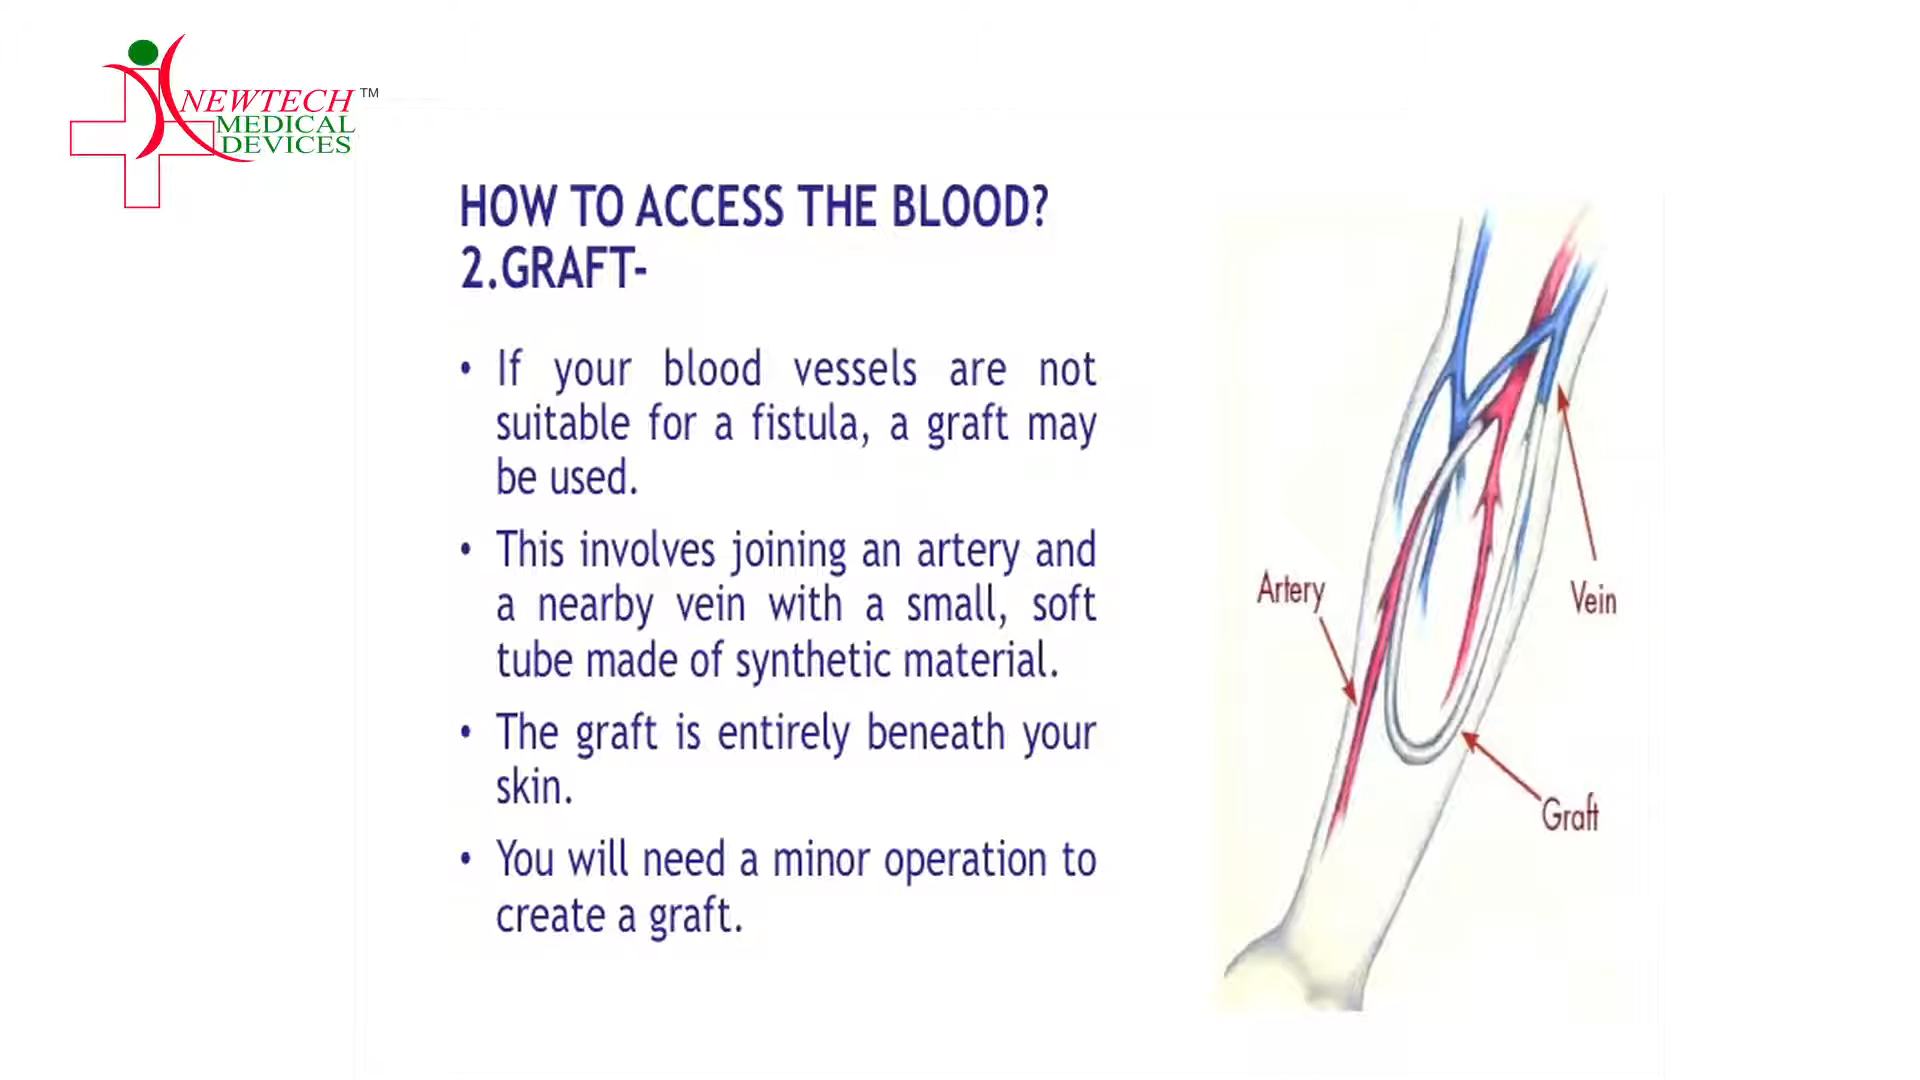 NEWTECH™
MEDICAL
DEVICES
HOW TO ACCESS THE BLOOD?
2.GRAFT-
• If your blood vessels are not
suitable for a fistula, a graft may
be used.
• This involves joining an artery and
a nearby vein with a small, soft
tube made of synthetic material.
• The graft is entirely beneath your
skin.
• You will need a minor operation to
create a graft.
Artery
Vein
Graft